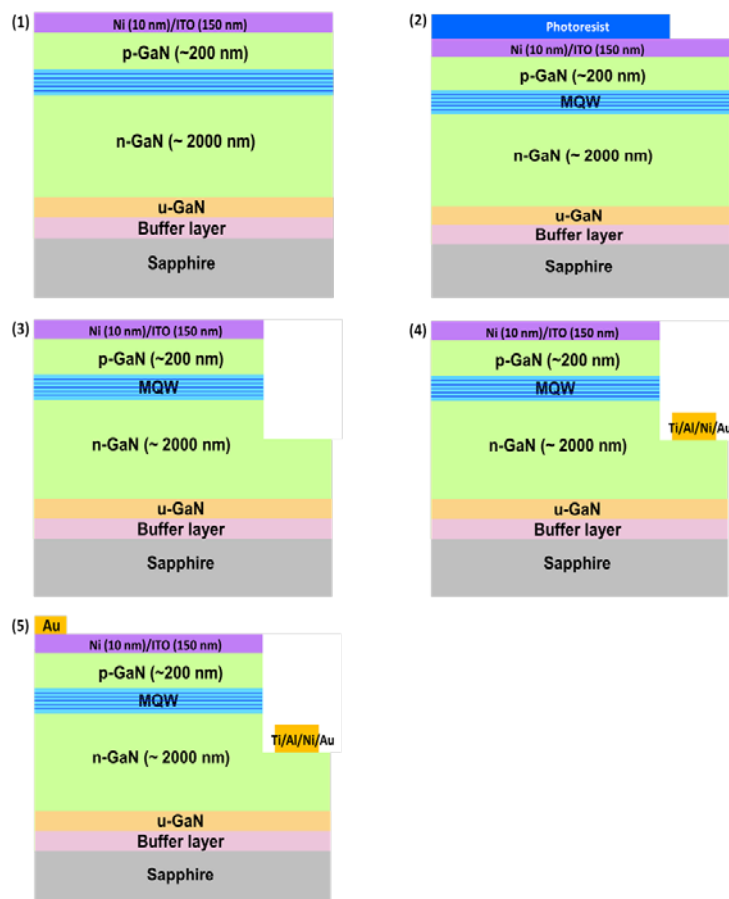 (1)
Ni (10 nm)/ITO (150 nm)
p-GaN (~200 nm)
n-GaN (~ 2000 nm)
u-GaN
Buffer layer
Sapphire
(2)
Photoresist
Ni (10 nm)/ITO (150 nm)
p-GaN (~200 nm)
MQW
n-GaN (~ 2000 nm)
u-GaN
Buffer layer
Sapphire
(3)
Ni (10 nm)/ITO (150 nm)
p-GaN (~200 nm)
MQW
n-GaN (~ 2000 nm)
u-GaN
Buffer layer
Sapphire
(4)
Ni (10 nm)/ITO (150 nm)
p-GaN (~200 nm)
MQW
Ti/Al/Ni/Au
n-GaN (~ 2000 nm)
u-GaN
Buffer layer
Sapphire
(5)
Au
Ni (10 nm)/ITO (150 nm)
p-GaN (~200 nm)
MQW
Ti/Al/Ni/Au
n-GaN (~ 2000 nm)
u-GaN
Buffer layer
Sapphire